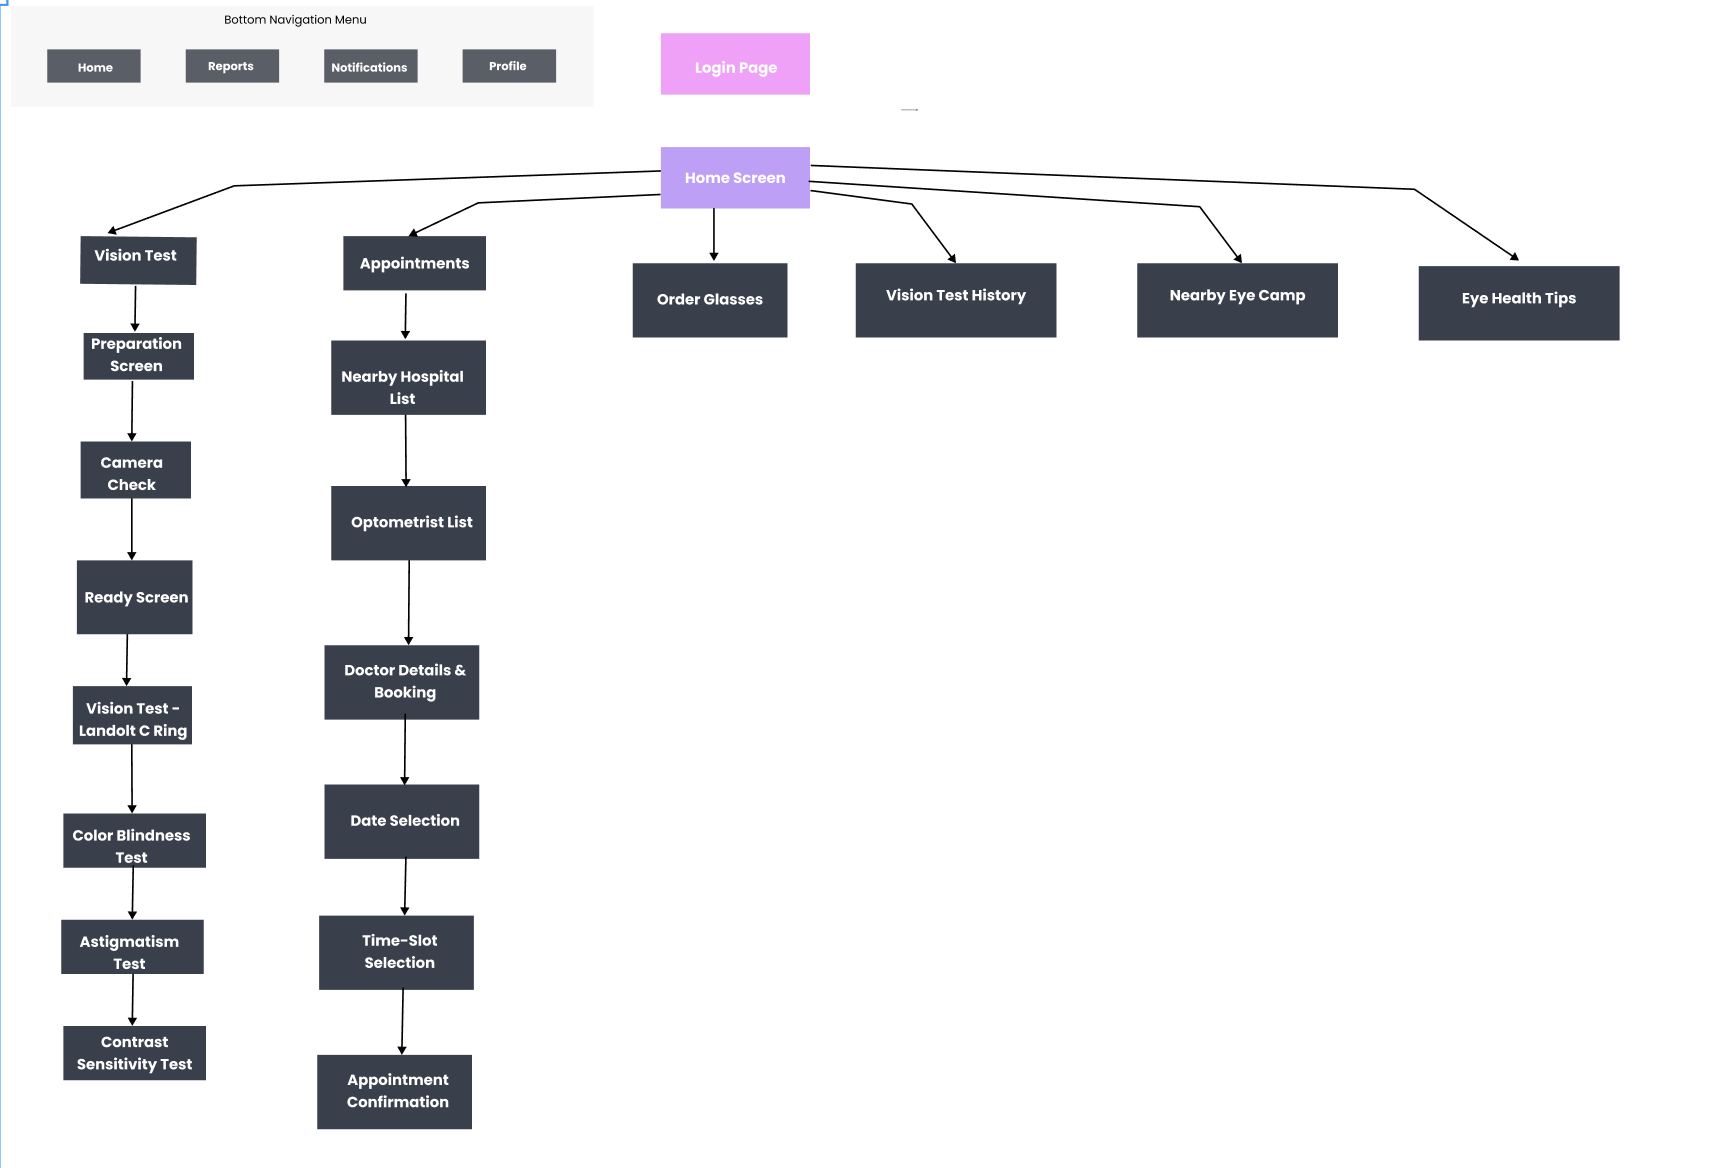 Bottom Navigation Menu
Home
Reports
Notifications
Profile
Login Page
Home Screen
Vision Test
Appointments
Order Glasses
Vision Test History
Nearby Eye Camp
Eye Health Tips
Preparation
Screen
Camera
Check
Ready Screen
Vision Test -
Landolt C Ring
Color Blindness
Test
Astigmatism
Test
Contrast
Sensitivity Test
Nearby Hospital
List
Optometrist List
Doctor Details &
Booking
Date Selection
Time-Slot
Selection
Appointment
Confirmation